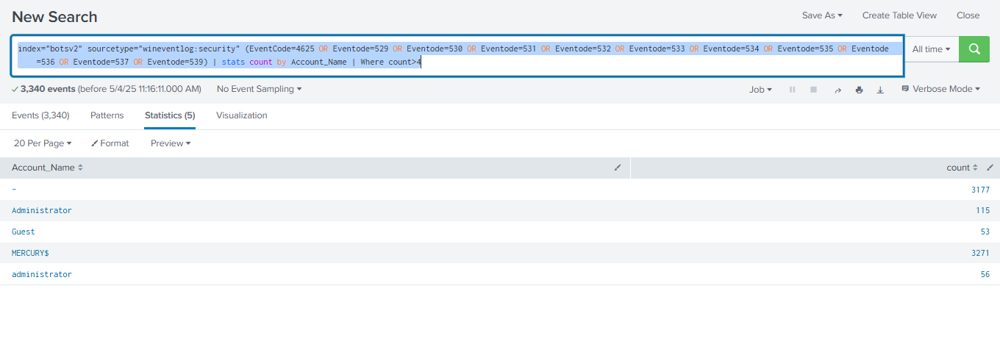 New Search
Save As Create Table View Close
index="botsv2" sourcetype="wineventlog:security" (EventCode=4625 OR Eventode=529 OR Eventode=530 OR Eventode=531 OR Eventode=532 OR Eventode=533 OR Eventode=534 OR Eventode=535 OR Eventode
=536 OR Eventode=537 OR Eventode=539) | stats count by Account_Name | Where count>4
All time
3,340 events (before 5/4/25 11:16:11.000 AM) No Event Sampling
Job Verbose Mode
Events (3,340) Patterns Statistics (5) Visualization
20 Per Page Format Preview
Account_Name count
- 3177
Administrator 115
Guest 53
MERCURY$ 3271
administrator 56